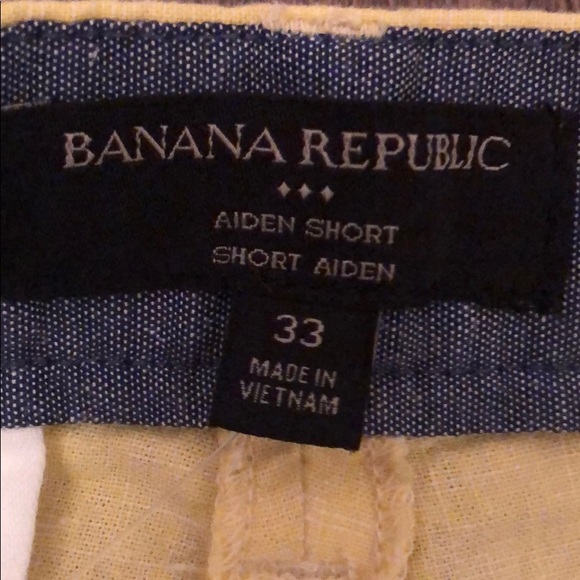 BANANA REPUBLIC
AIDEN SHORT
SHORT AIDEN
33
MADE IN
VIETNAM